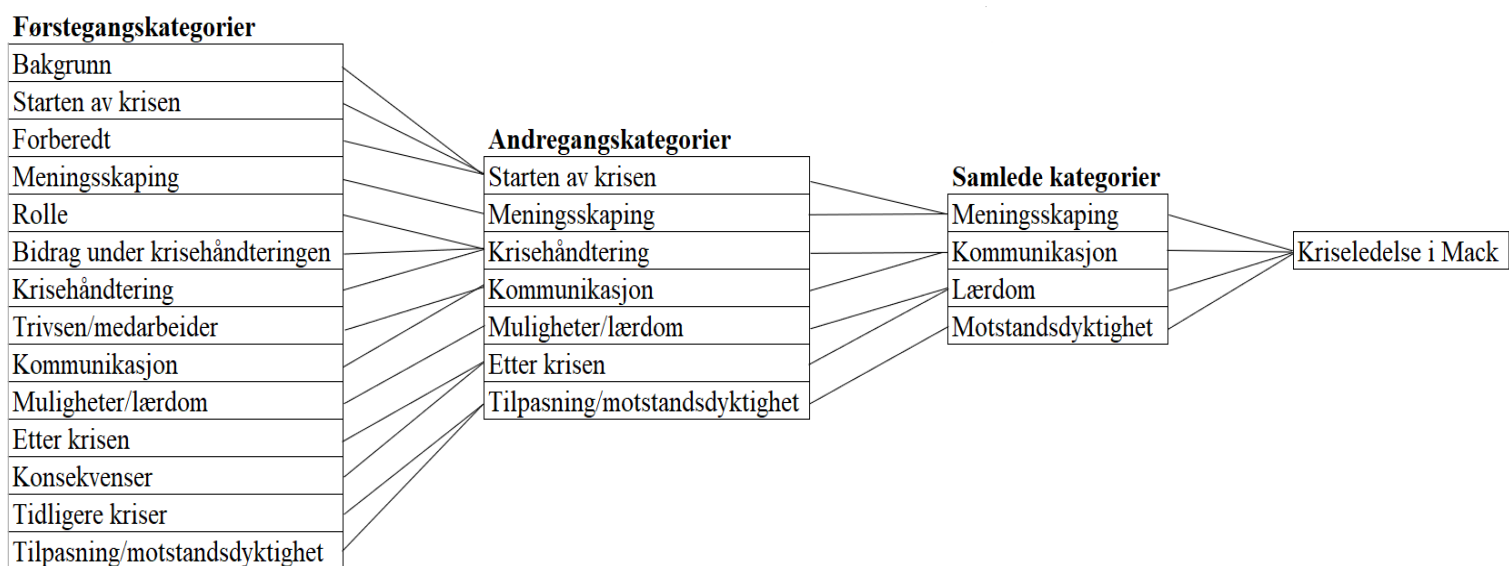 Førstegangskategorier
Bakgrunn
Starten av krisen
Forberedt
Meningsskaping
Rolle
Bidrag under krisehåndteringen
Krisehåndtering
Trivsen/medarbeider
Kommunikasjon
Muligheter/lærdom
Etter krisen
Konsekvenser
Tidligere kriser
Tilpasning/motstandsdyktighet
Andregangskategorier
Starten av krisen
Meningsskaping
Krisehåndtering
Kommunikasjon
Muligheter/lærdom
Etter krisen
Tilpasning/motstandsdyktighet
Samlede kategorier
Meningsskaping
Kommunikasjon
Lærdom
Motstandsdyktighet
Kriseledelse i Mack